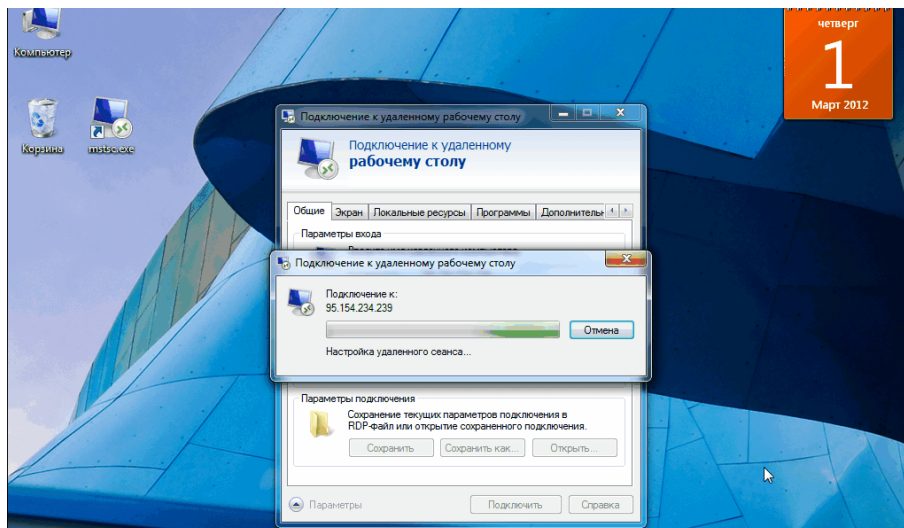 Компьютер
Корзина
mstsc.exe
четверг
1
Март 2012
Подключение к удаленному рабочему столу
Подключение к удаленному
рабочему столу
Общие
Экран
Локальные ресурсы
Программы
Дополнительн
Параметры входа
Подключение к удаленному рабочему столу
Подключение к:
95.154.234.239
Отмена
Настройка удаленного сеанса...
Параметры подключения
Сохранение текущих параметров подключения в
RDP-файл или открытие сохраненного подключения.
Сохранить
Сохранить как...
Открыть...
Параметры
Подключить
Справка